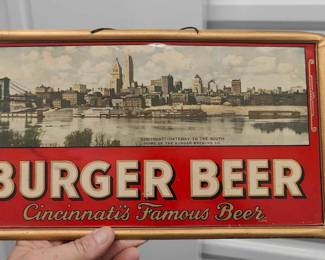 CINCINNATI-GATEWAY TO THE SOUTH
HOME OF THE BURGER BREWING CO.
BURGER BEER
Cincinnati's Famous Beer